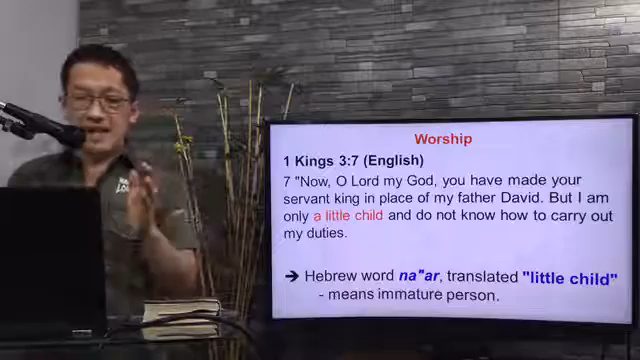 Worship
1 Kings 3:7 (English)
7 "Now, O Lord my God, you have made your
servant king in place of my father David. But I am
only a little child and do not know how to carry out
my duties.
➔ Hebrew word na"ar, translated "little child"
- means immature person.